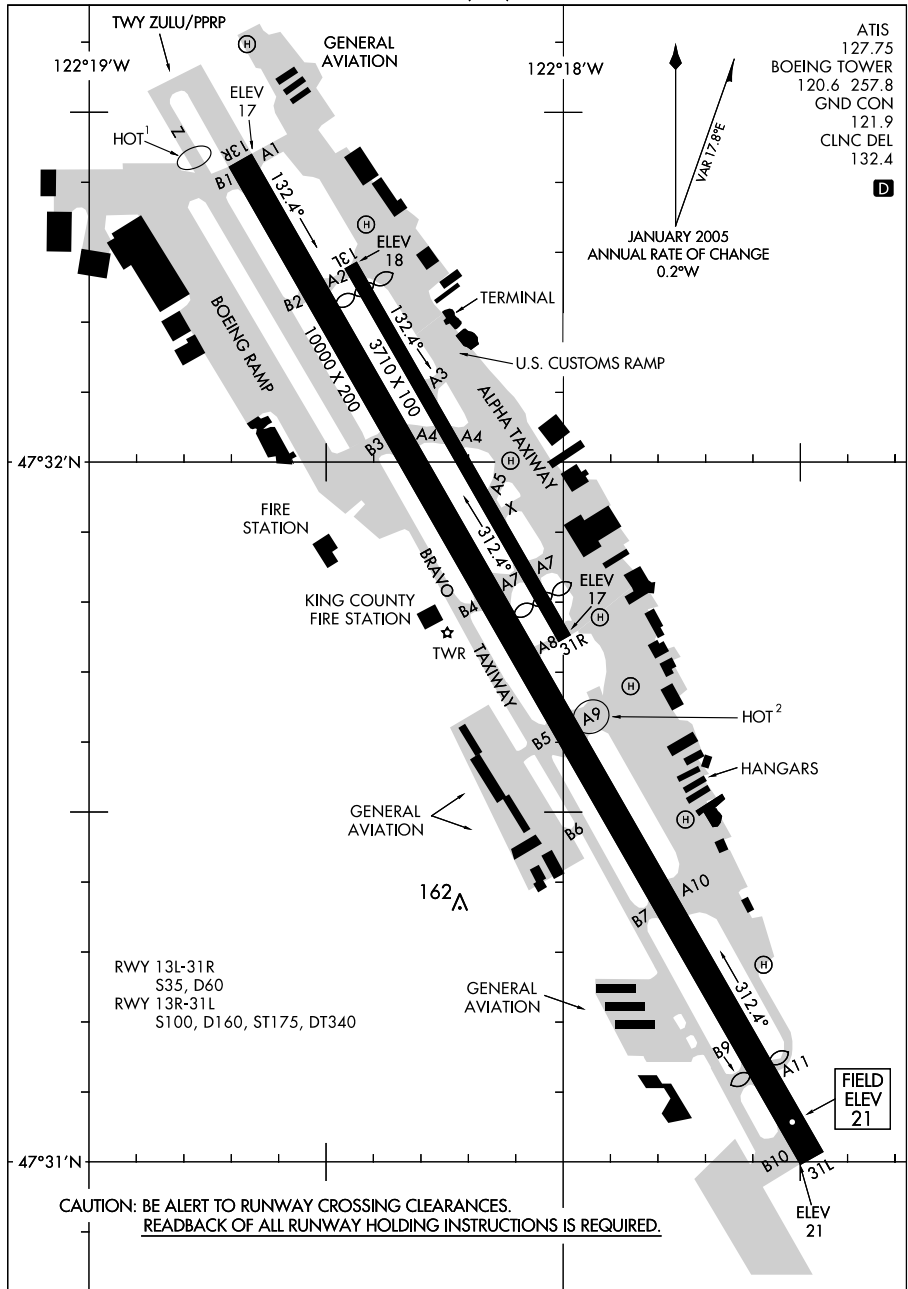 TWY ZULU/PPRP
GENERAL
AVIATION
122°19'W
122°18'W
ATIS
127.75
BOEING TOWER
120.6 257.8
GND CON
121.9
CLNC DEL
132.4
D
VAR 17.8°E
JANUARY 2005
ANNUAL RATE OF CHANGE
0.2°W
H
ELEV
17
HOT 1
Z
13R
A1
B1
132.4°
H
13L
ELEV
18
A2
B2
TERMINAL
BOEING RAMP
10000 X 200
3710 X 100
132.4°
A3
U.S. CUSTOMS RAMP
ALPHA TAXIWAY
B3
A4
A4
47°32'N
H
A5
X
FIRE
STATION
312.4°
BRAVO
TAXIWAY
A7
A7
ELEV
17
KING COUNTY
FIRE STATION
B4
H
TWR
A8
31R
H
A9
HOT 2
B5
HANGARS
GENERAL
AVIATION
B6
H
162
A10
B7
H
RWY 13L-31R
S35, D60
RWY 13R-31L
S100, D160, ST175, DT340
GENERAL
AVIATION
312.4°
B9
A11
FIELD
ELEV
21
47°31'N
B10
31L
ELEV
21
CAUTION: BE ALERT TO RUNWAY CROSSING CLEARANCES.
READBACK OF ALL RUNWAY HOLDING INSTRUCTIONS IS REQUIRED.